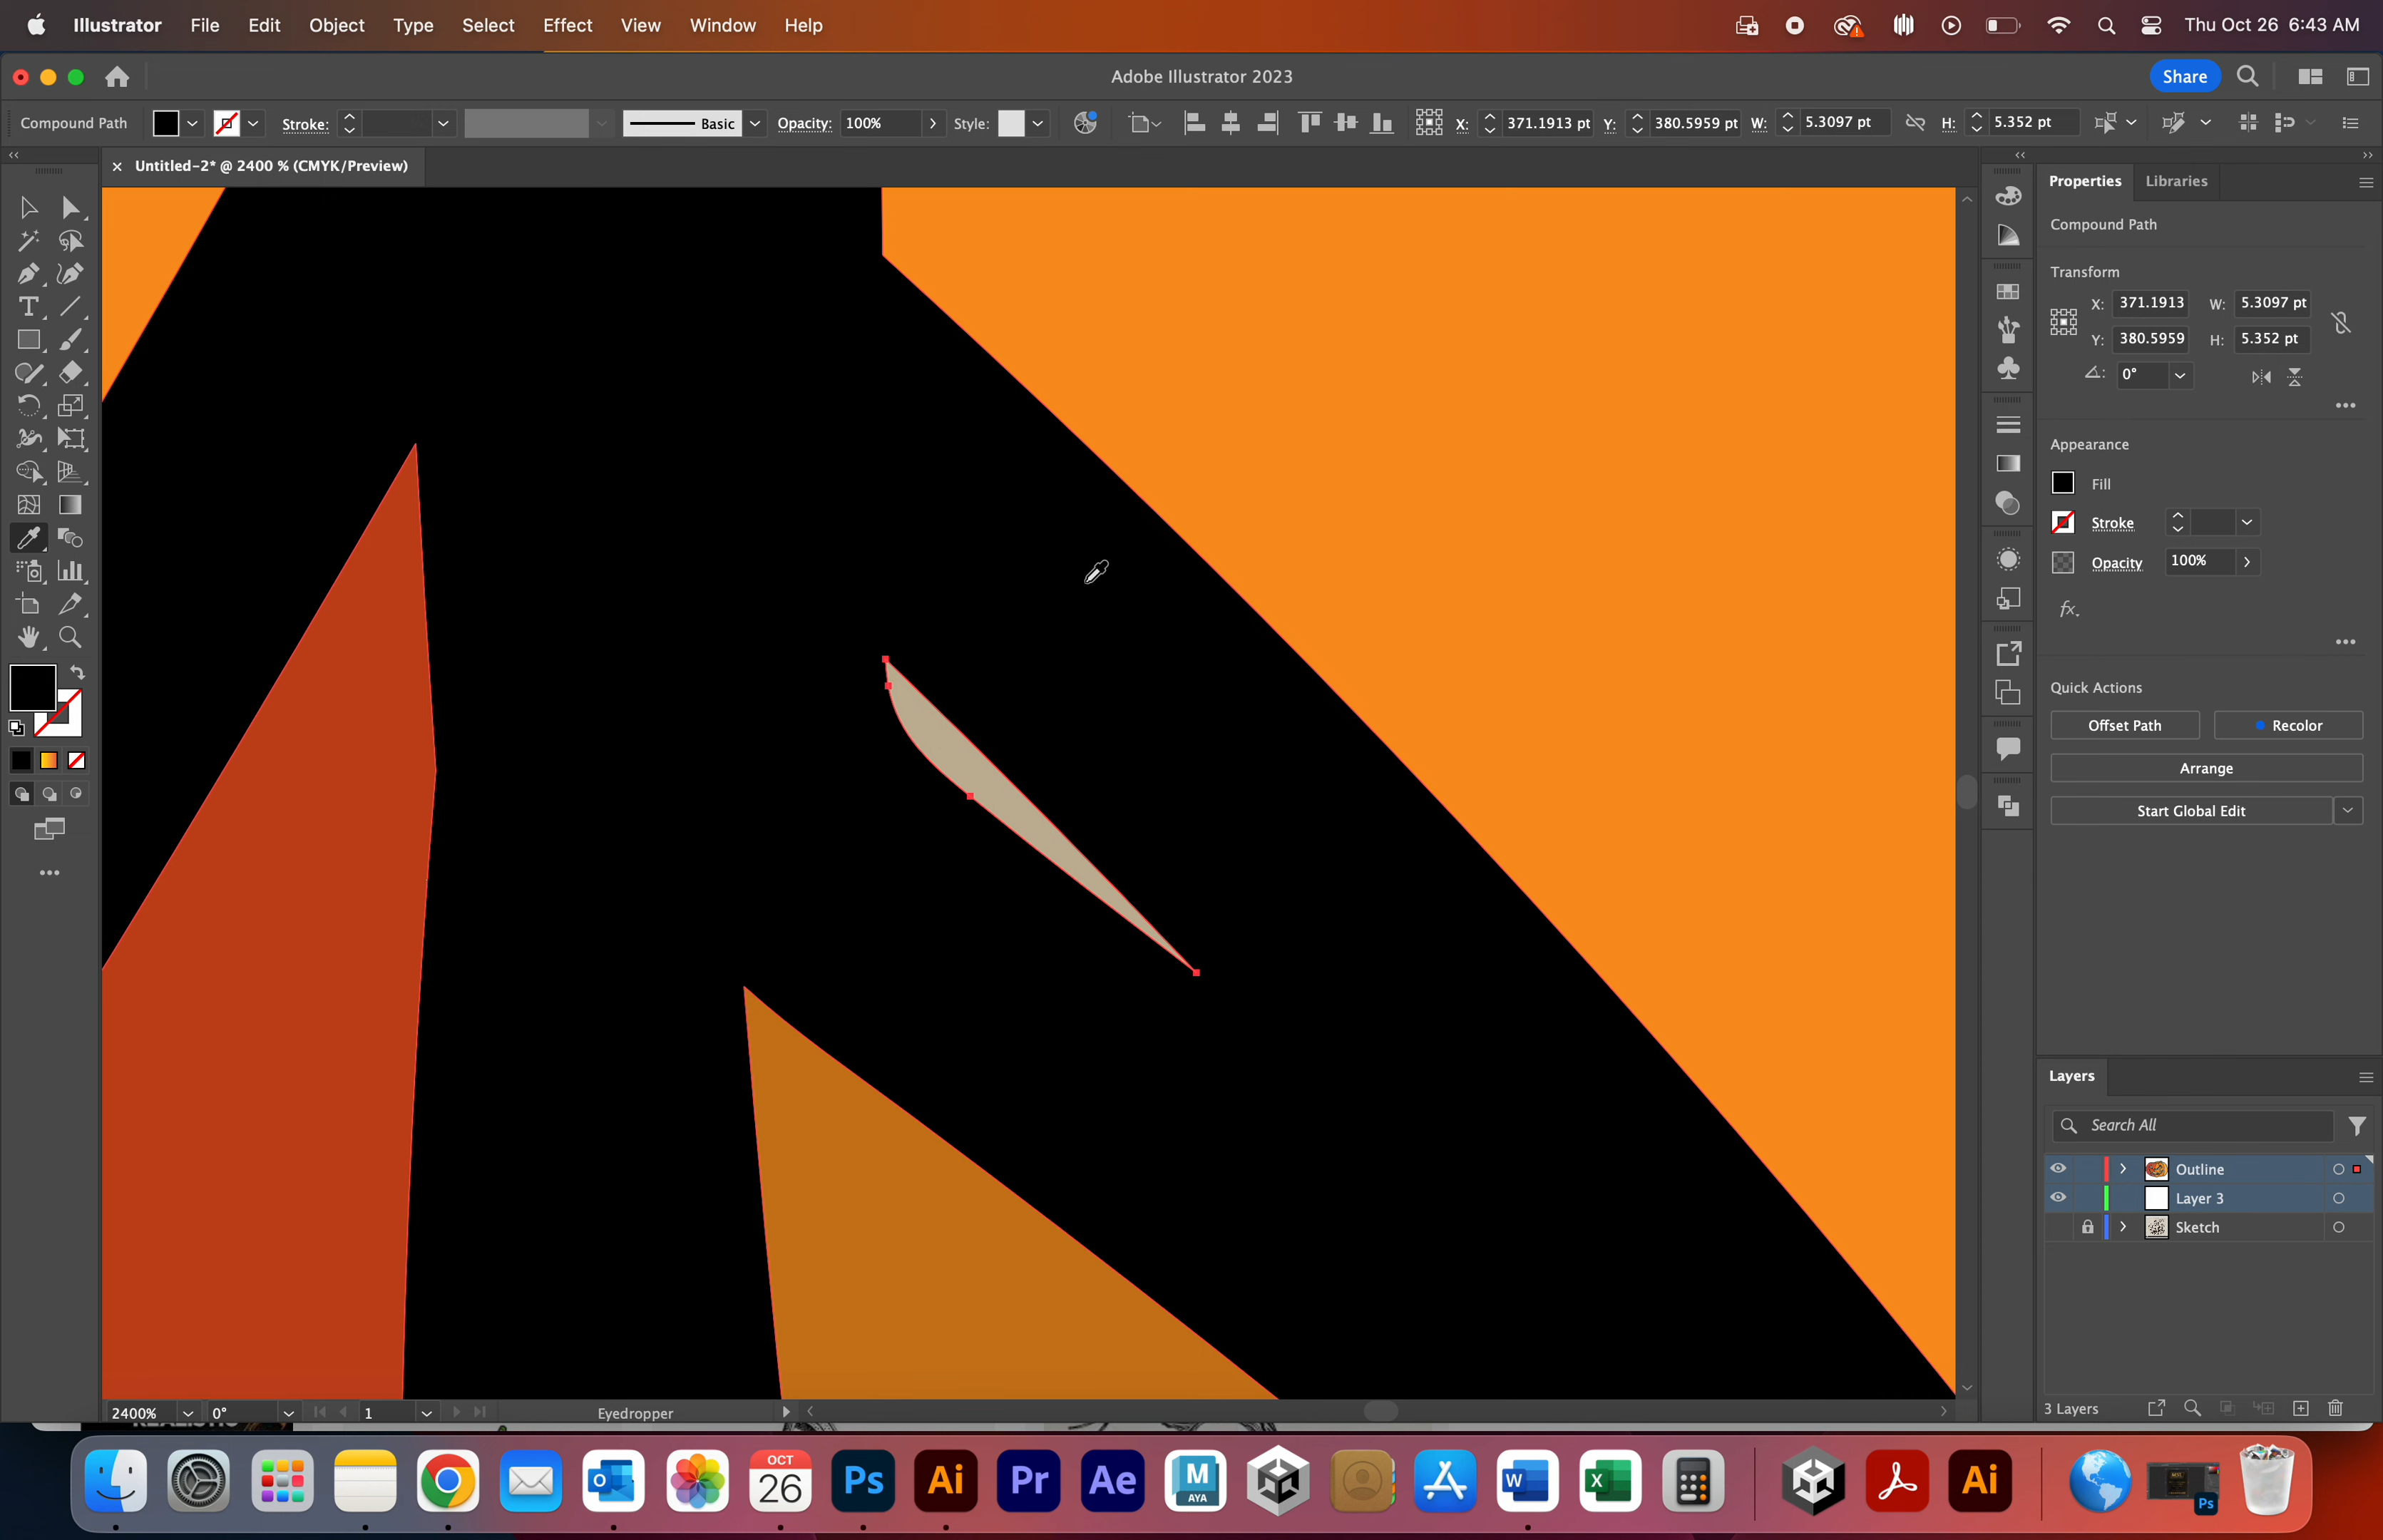 Illustrator File Edit Object Type Select Effect View Window Help Thu Oct 26 6:43 AM
Adobe Illustrator 2023 Share
Compound Path Stroke: Basic Opacity: 100% Style: X: 371.1913 pt Y: 380.5959 pt W: 5.3097 pt H: 5.352 pt
× Untitled-2* @ 2400 % (CMYK/Preview)
Properties Libraries
Compound Path
Transform
X: 371.1913 W: 5.3097 pt
Y: 380.5959 H: 5.352 pt
0°
Appearance
Fill
Stroke
Opacity 100%
fx.
Quick Actions
Offset Path Recolor
Arrange
Start Global Edit
Layers
Search All
Outline
Layer 3
Sketch
3 Layers
2400% 0° 1 Eyedropper
OCT
26
Ps
Ai
Pr
Ae
M
AYA
W
X
Ai
Ps